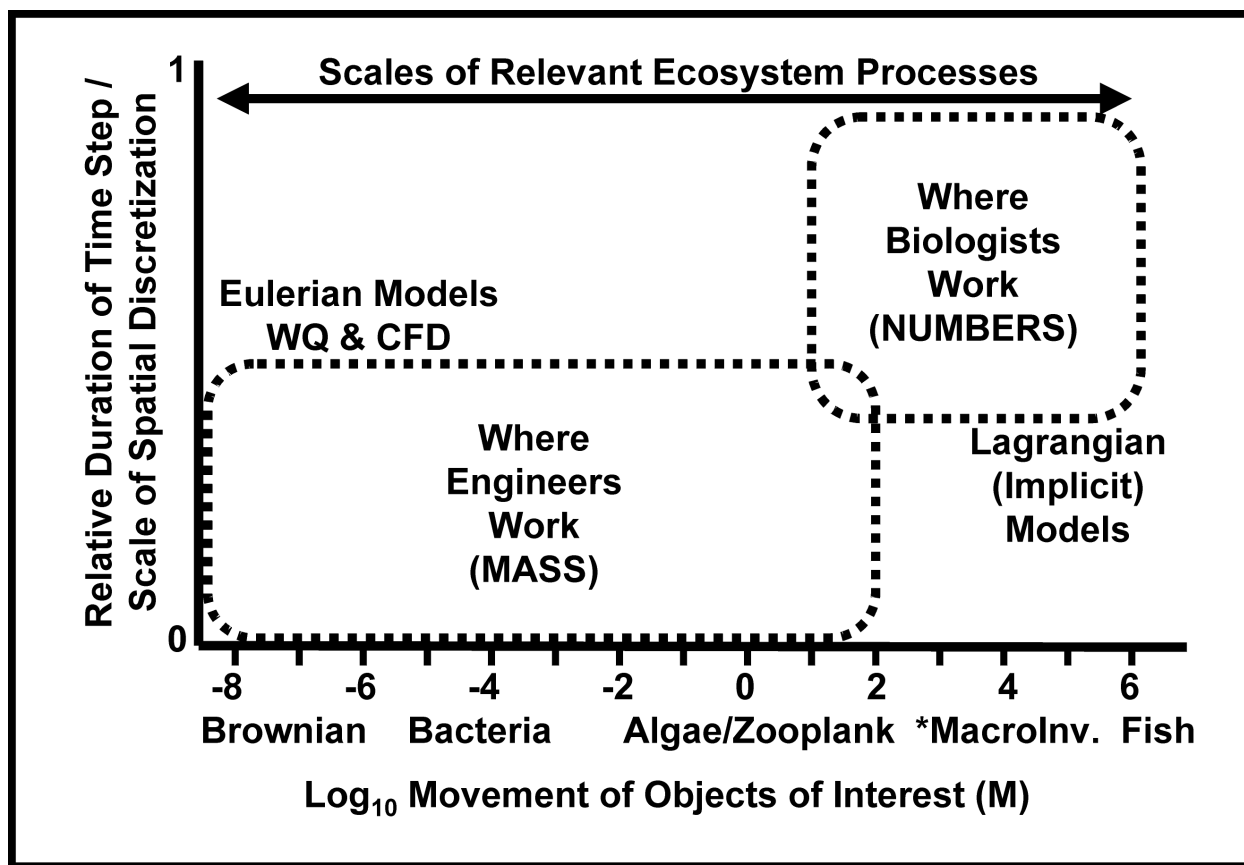 1
Scales of Relevant Ecosystem Processes
Relative Duration of Time Step /
Scale of Spatial Discretization
Where
Biologists
Work
(NUMBERS)
Eulerian Models
WQ & CFD
Where
Engineers
Work
(MASS)
Lagrangian
(Implicit)
Models
0
-8 -6 -4 -2 0 2 4 6
Brownian Bacteria Algae/Zooplank *MacroInv. Fish
Log10 Movement of Objects of Interest (M)